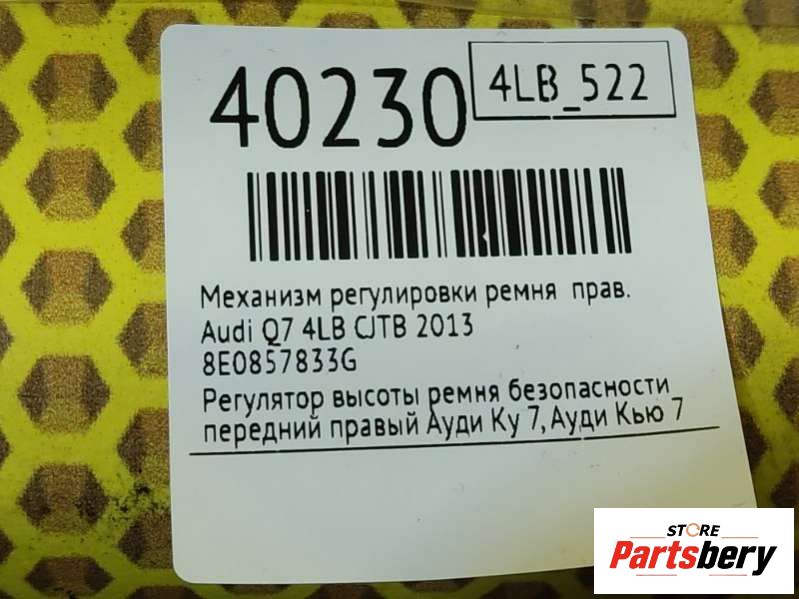 40230
4LB_522
Механизм регулировки ремня прав.
Audi Q7 4LB CJTB 2013
8E0857833G
Регулятор высоты ремня безопасности
передний правый Ауди Ку 7, Ауди Кью 7
STORE
Partsbery